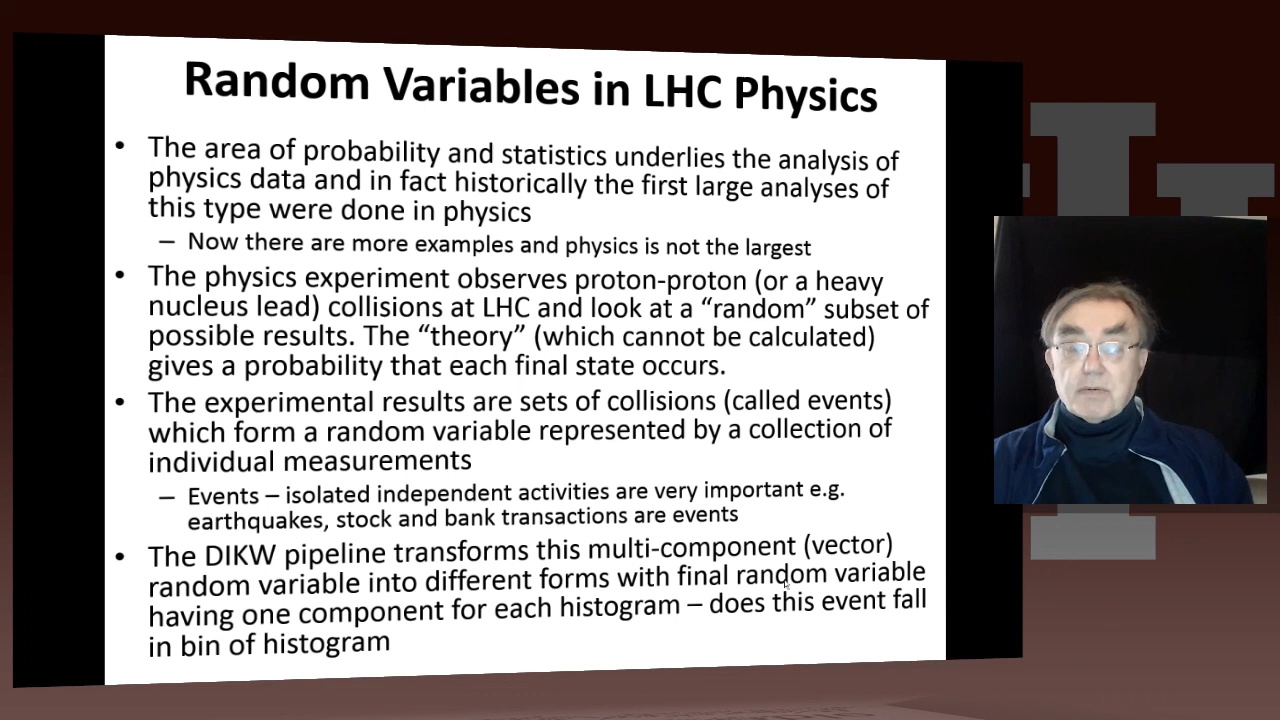 Random Variables in LHC Physics
• The area of probability and statistics underlies the analysis of
physics data and in fact historically the first large analyses of
this type were done in physics
– Now there are more examples and physics is not the largest
• The physics experiment observes proton-proton (or a heavy
nucleus lead) collisions at LHC and look at a “random” subset of
possible results. The “theory” (which cannot be calculated)
gives a probability that each final state occurs.
• The experimental results are sets of collisions (called events)
which form a random variable represented by a collection of
individual measurements
– Events – isolated independent activities are very important e.g.
earthquakes, stock and bank transactions are events
• The DIKW pipeline transforms this multi-component (vector)
random variable into different forms with final random variable
having one component for each histogram – does this event fall
in bin of histogram